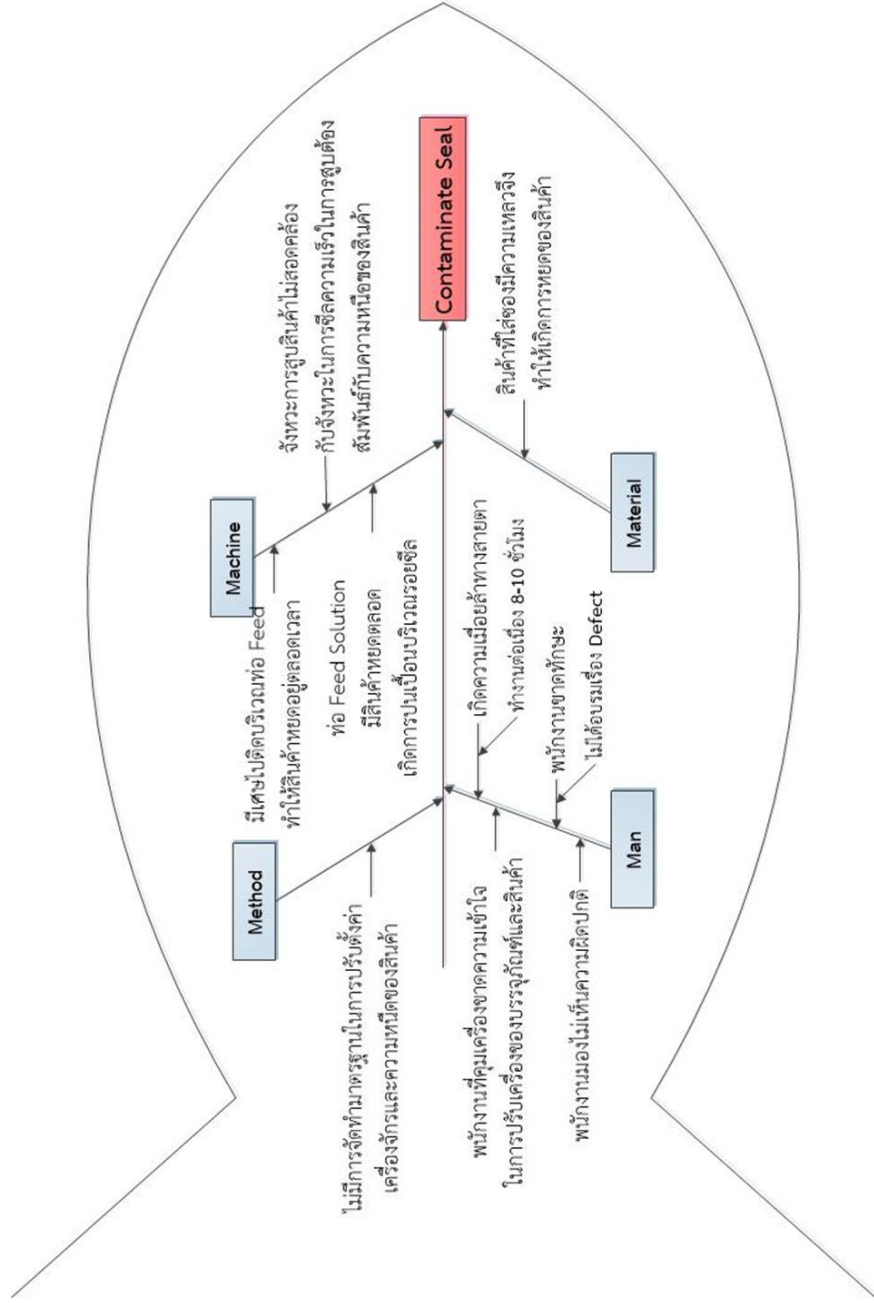 Method
ไม่มีการจัดทำมาตรฐานในการปรับตั้งค่า
เครื่องจักรและความหนืดของสินค้า
Machine
มีเศษไปติดบริเวณท่อ Feed
ทำให้สินค้าหยดอยู่ตลอดเวลา
จังหวะการสูบสินค้าไม่สอดคล้อง
กับจังหวะในการซีลความเร็วในการสูบต้อง
สัมพันธ์กับความหนืดของสินค้า
ท่อ Feed Solution
มีสินค้าหยดตลอด
เกิดการปนเปื้อนบริเวณรอยซีล
Contaminate Seal
Man
พนักงานที่คุมเครื่องขาดความเข้าใจ
ในการปรับเครื่องของบรรจุภัณฑ์และสินค้า
พนักงานมองไม่เห็นความผิดปกติ
เกิดความเมื่อยล้าทางสายตา
ทำงานต่อเนื่อง 8-10 ชั่วโมง
พนักงานขาดทักษะ
ไม่ได้อบรมเรื่อง Defect
Material
สินค้าที่ใส่ซองมีความเหลวจึง
ทำให้เกิดการหยดของสินค้า